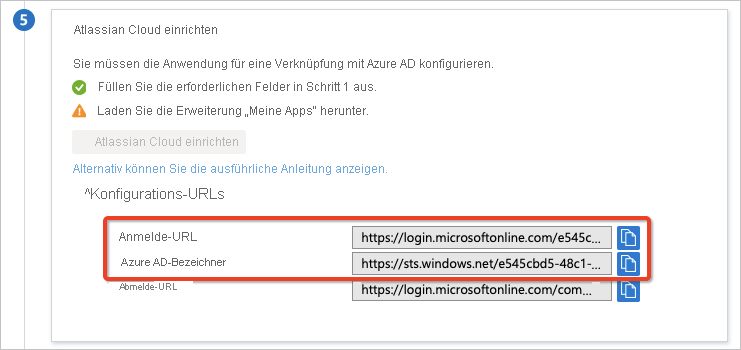 5
Atlassian Cloud einrichten
Sie müssen die Anwendung für eine Verknüpfung mit Azure AD konfigurieren.
Füllen Sie die erforderlichen Felder in Schritt 1 aus.
Laden Sie die Erweiterung „Meine Apps" herunter.
Atlassian Cloud einrichten
Alternativ können Sie die ausführliche Anleitung anzeigen.
^Konfigurations-URLs
Anmelde-URL https://login.microsoftonline.com/e545c...
Azure AD-Bezeichner https://sts.windows.net/e545cbd5-48c1-...
Abmelde-URL https://login.microsoftonline.com/com...